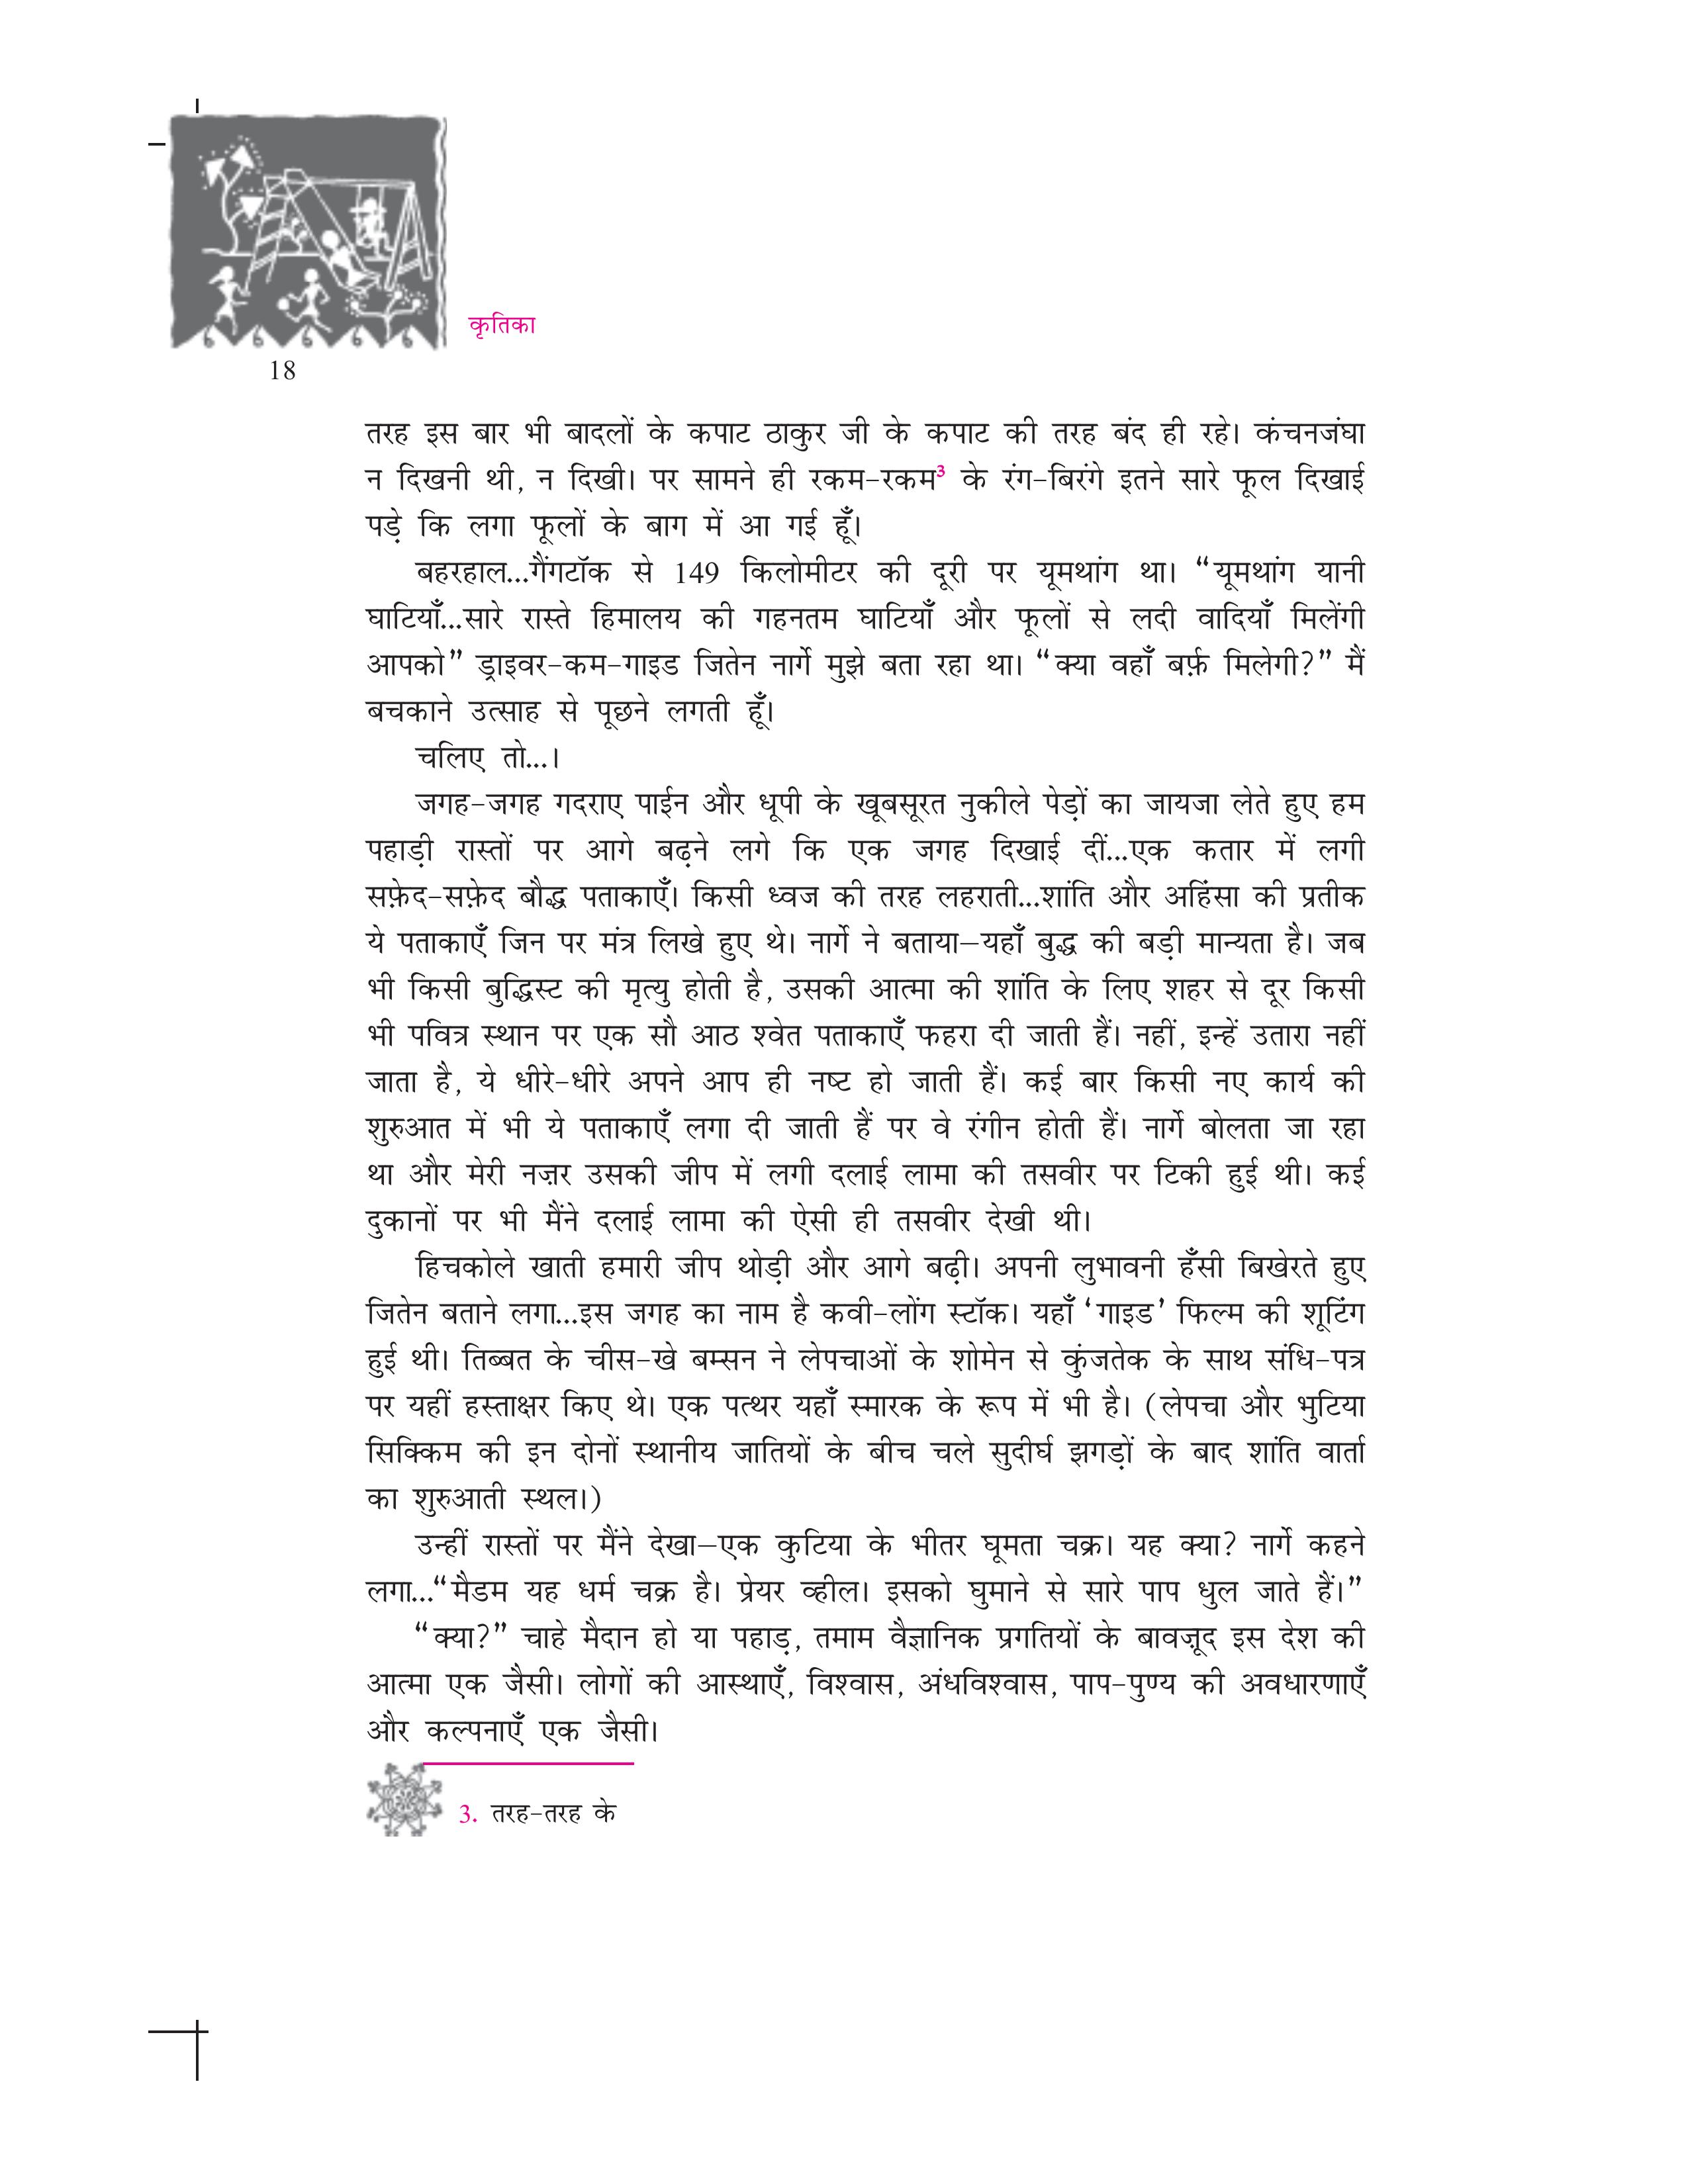 कृतिका
18
तरह इस बार भी बादलों के कपाट ठाकुर जी के कपाट की तरह बंद ही रहे। कंचनजंघा
न दिखनी थी, न दिखी। पर सामने ही रकम-रकम³ के रंग-बिरंगे इतने सारे फूल दिखाई
पड़े कि लगा फूलों के बाग में आ गई हूँ।
बहरहाल...गैंगटॉक से 149 किलोमीटर की दूरी पर यूमथांग था। “यूमथांग यानी
घाटियाँ...सारे रास्ते हिमालय की गहनतम घाटियाँ और फूलों से लदी वादियाँ मिलेंगी
आपको” ड्राइवर-कम-गाइड जितेन नार्गे मुझे बता रहा था। “क्या वहाँ बर्फ़ मिलेगी?” मैं
बचकाने उत्साह से पूछने लगती हूँ।
चलिए तो...।
जगह-जगह गदराए पाईन और धूपी के खूबसूरत नुकीले पेड़ों का जायजा लेते हुए हम
पहाड़ी रास्तों पर आगे बढ़ने लगे कि एक जगह दिखाई दीं...एक कतार में लगी
सफ़ेद-सफ़ेद बौद्ध पताकाएँ। किसी ध्वज की तरह लहराती...शांति और अहिंसा की प्रतीक
ये पताकाएँ जिन पर मंत्र लिखे हुए थे। नार्गे ने बताया—यहाँ बुद्ध की बड़ी मान्यता है। जब
भी किसी बुद्धिस्ट की मृत्यु होती है, उसकी आत्मा की शांति के लिए शहर से दूर किसी
भी पवित्र स्थान पर एक सौ आठ श्वेत पताकाएँ फहरा दी जाती हैं। नहीं, इन्हें उतारा नहीं
जाता है, ये धीरे-धीरे अपने आप ही नष्ट हो जाती हैं। कई बार किसी नए कार्य की
शुरुआत में भी ये पताकाएँ लगा दी जाती हैं पर वे रंगीन होती हैं। नार्गे बोलता जा रहा
था और मेरी नज़र उसकी जीप में लगी दलाई लामा की तसवीर पर टिकी हुई थी। कई
दुकानों पर भी मैंने दलाई लामा की ऐसी ही तसवीर देखी थी।
हिचकोले खाती हमारी जीप थोड़ी और आगे बढ़ी। अपनी लुभावनी हँसी बिखेरते हुए
जितेन बताने लगा...इस जगह का नाम है कवी-लोंग स्टॉक। यहाँ ‘गाइड’ फिल्म की शूटिंग
हुई थी। तिब्बत के चीस-खे बम्सन ने लेपचाओं के शोमेन से कुंजतेक के साथ संधि-पत्र
पर यहीं हस्ताक्षर किए थे। एक पत्थर यहाँ स्मारक के रूप में भी है। (लेपचा और भुटिया
सिक्किम की इन दोनों स्थानीय जातियों के बीच चले सुदीर्घ झगड़ों के बाद शांति वार्ता
का शुरुआती स्थल।)
उन्हीं रास्तों पर मैंने देखा—एक कुटिया के भीतर घूमता चक्र। यह क्या? नार्गे कहने
लगा...“मैडम यह धर्म चक्र है। प्रेयर व्हील। इसको घुमाने से सारे पाप धुल जाते हैं।”
“क्या?” चाहे मैदान हो या पहाड़, तमाम वैज्ञानिक प्रगतियों के बावज़ूद इस देश की
आत्मा एक जैसी। लोगों की आस्थाएँ, विश्वास, अंधविश्वास, पाप-पुण्य की अवधारणाएँ
और कल्पनाएँ एक जैसी।
3. तरह-तरह के